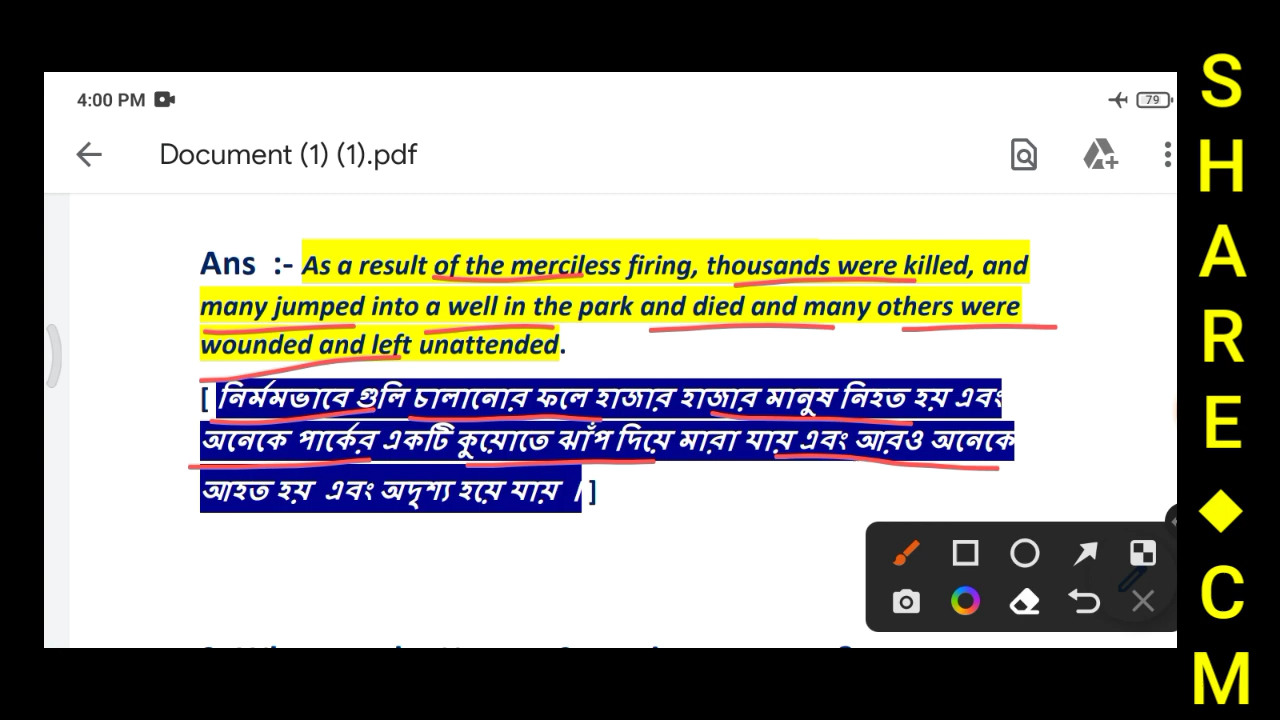 4:00 PM
79
Document (1) (1).pdf
Ans :- As a result of the merciless firing, thousands were killed, and
many jumped into a well in the park and died and many others were
wounded and left unattended.
[ নির্মমভাবে গুলি চালানোর ফলে হাজার হাজার মানুষ নিহত হয় এবং
অনেকে পার্কের একটি কুয়োতে ঝাঁপ দিয়ে মারা যায় এবং আরও অনেকে
আহত হয় এবং অদৃশ্য হয়ে যায় । ]
SHARE◆CM